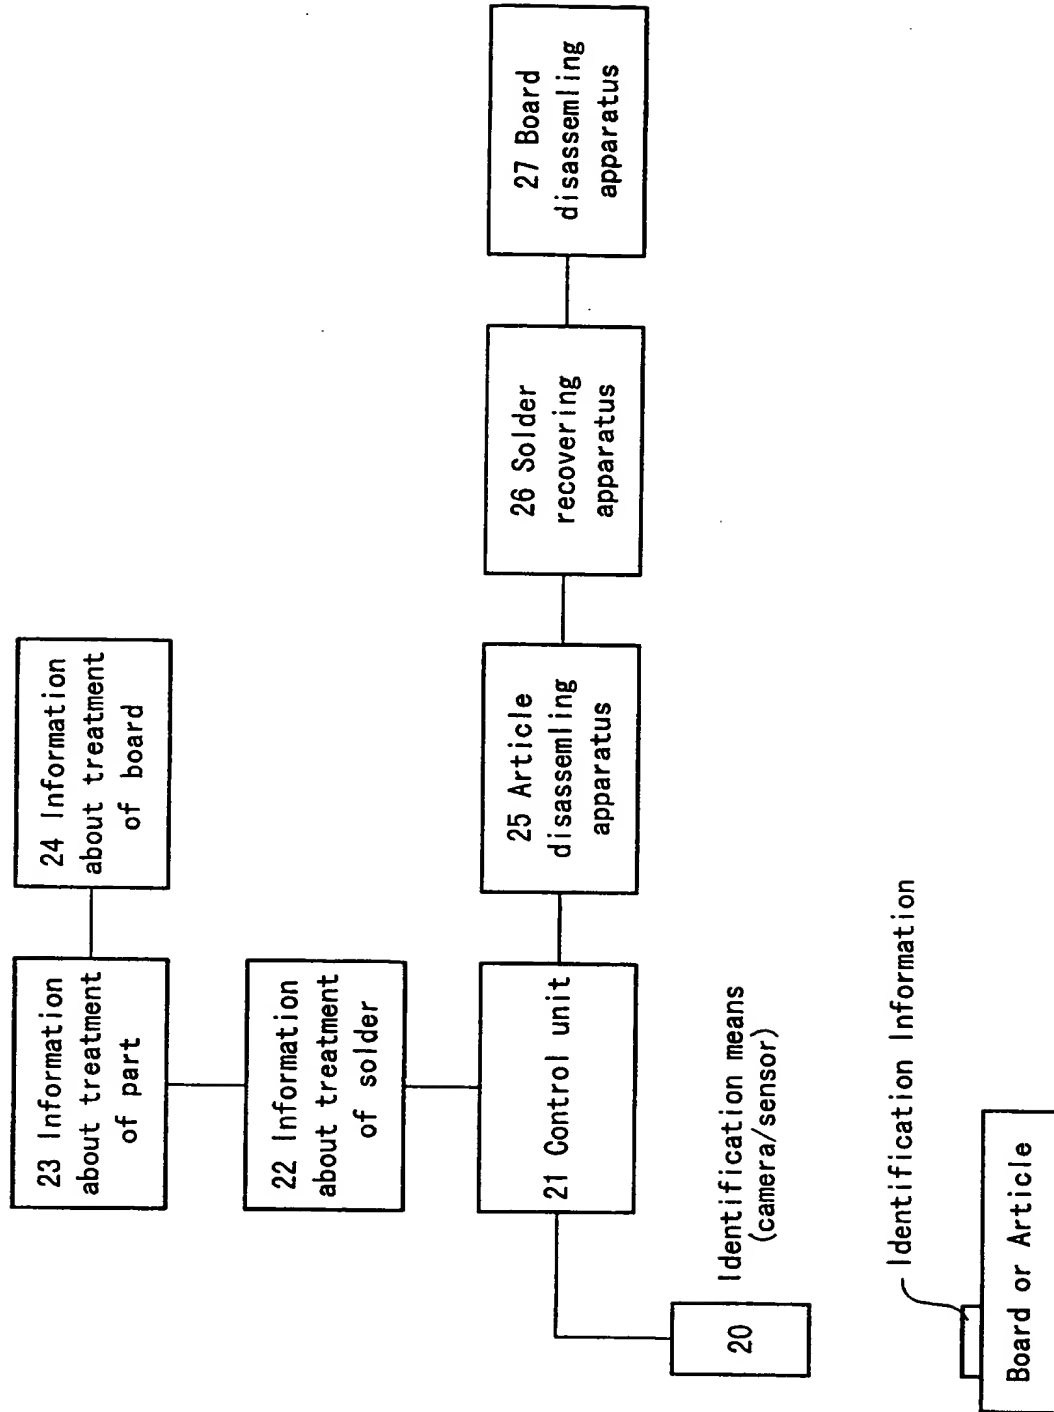 23 Information
about treatment
of part
24 Information
about treatment
of board
22 Information
about treatment
of solder
21 Control unit
25 Article
disassemling
apparatus
26 Solder
recovering
apparatus
27 Board
disassemling
apparatus
20
Identification means
(camera/sensor)
Identification Information
Board or Article